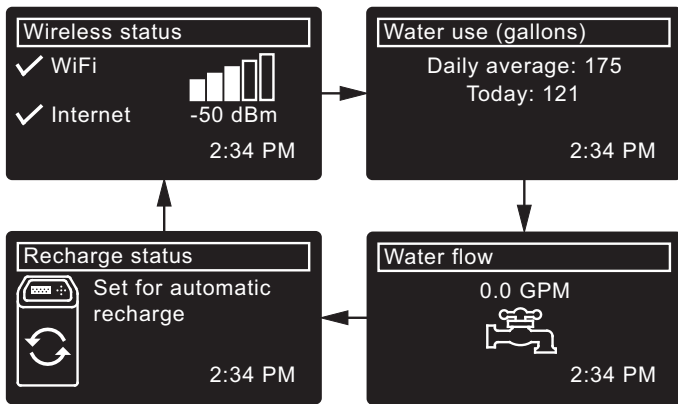 Wireless status
WiFi
Internet
-50 dBm
2:34 PM
Water use (gallons)
Daily average: 175
Today: 121
2:34 PM
Recharge status
Set for automatic
recharge
2:34 PM
Water flow
0.0 GPM
2:34 PM